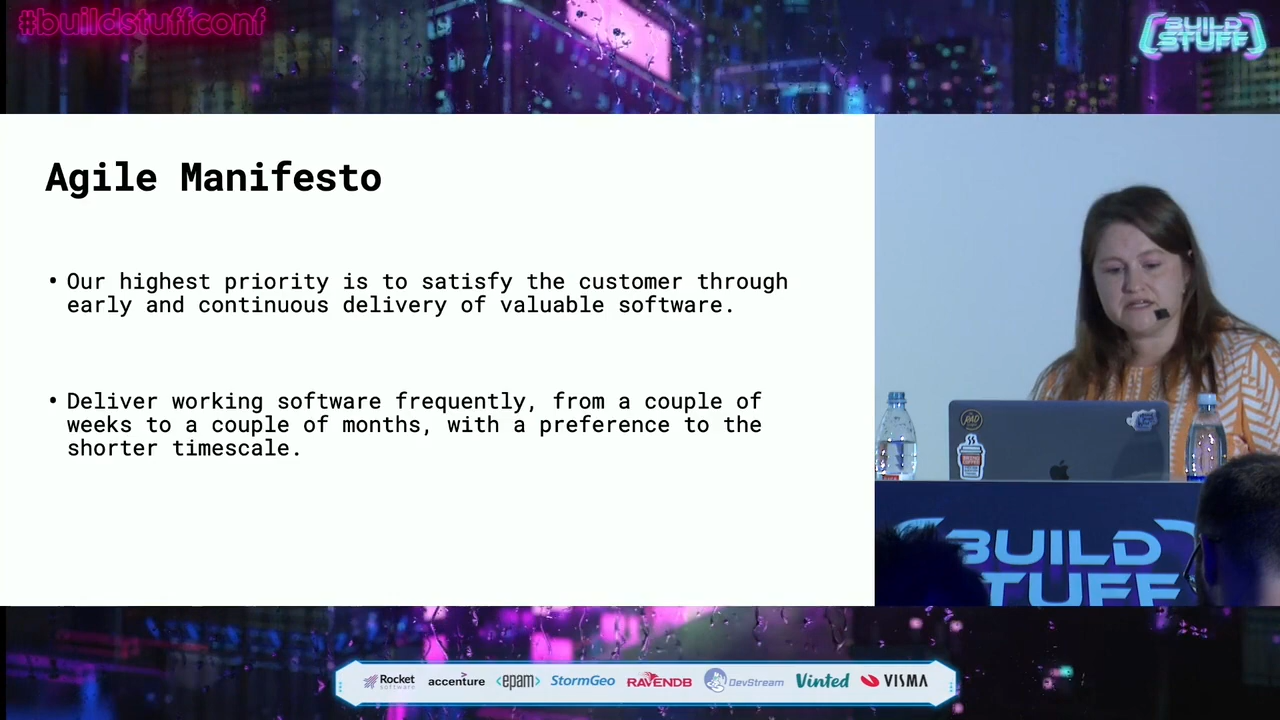 #buildstuffconf
BUILD
STUFF
Agile Manifesto
• Our highest priority is to satisfy the customer through
early and continuous delivery of valuable software.
• Deliver working software frequently, from a couple of
weeks to a couple of months, with a preference to the
shorter timescale.
BUILD
STUFF
Rocket
software
accenture
<epam>
StormGeo
RAVENDB
DevStream
Vinted
VISMA